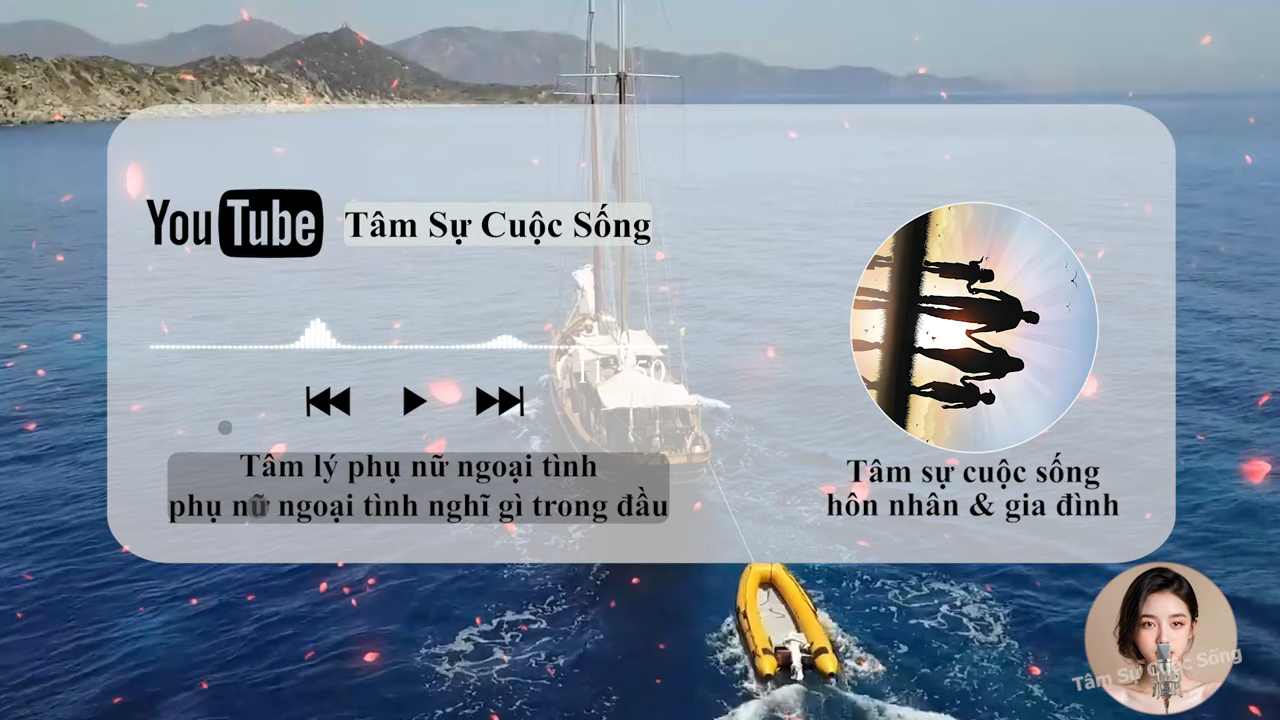 YouTube
Tâm Sự Cuộc Sống
Tâm lý phụ nữ ngoại tình
phụ nữ ngoại tình nghĩ gì trong đầu
Tâm sự cuộc sống
hôn nhân & gia đình
Tâm Sự Cuộc Sống